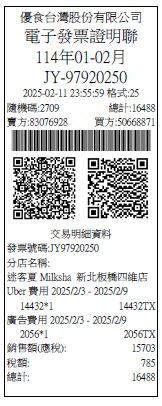 優食台灣股份有限公司
電子發票證明聯
114年01-02月
JY-97920250
2025-02-11 23:55:59 格式:25
隨機碼:2709 總計:16488
賣方:83076928 買方:50668871
交易明細資料
發票號碼:JY97920250
分店名稱:
迷客夏 Milksha 新北板橋四維店
Uber 費用 2025/2/3 - 2025/2/9
14432*1 14432TX
廣告費用 2025/2/3 - 2025/2/9
2056*1 2056TX
銷售額(應稅): 15703
稅額: 785
總計: 16488